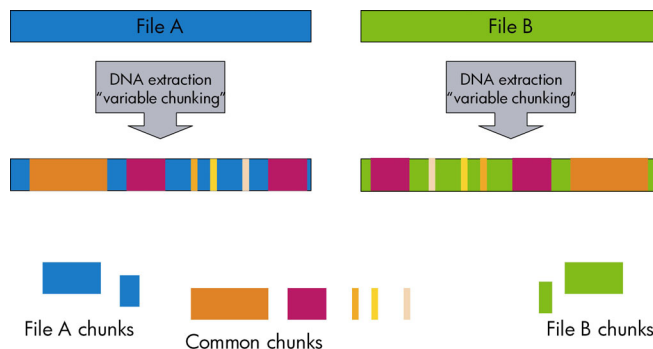 File A
File B
DNA extraction
“variable chunking”
DNA extraction
“variable chunking”
File A chunks
Common chunks
File B chunks